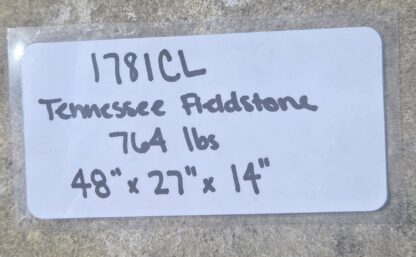 1781CL
Tennessee Fieldstone
764 lbs
48" x 27" x 14"